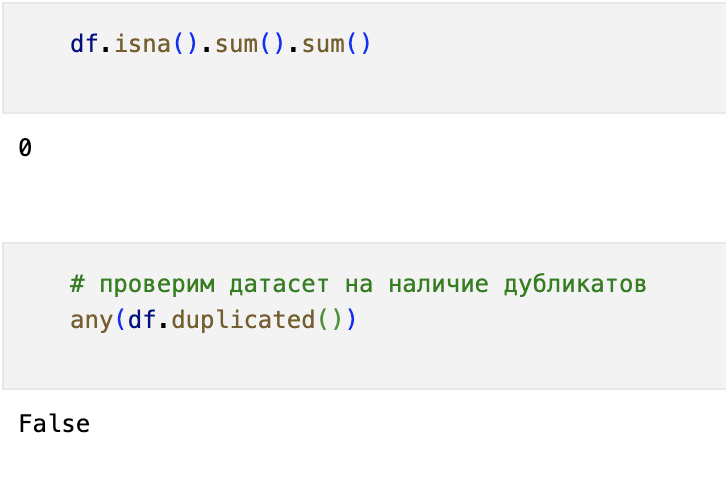 df.isna().sum().sum()
0
# проверим датасет на наличие дубликатов
any(df.duplicated())
False